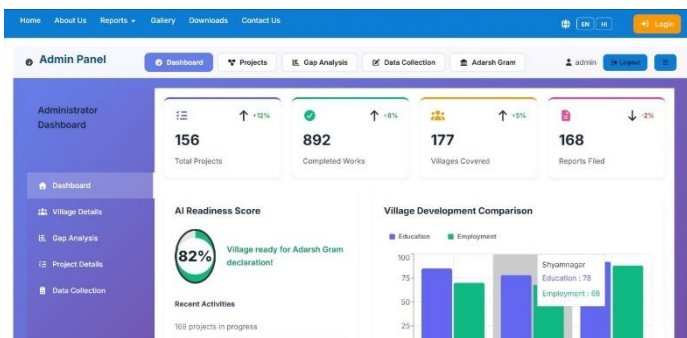 Home About Us Reports Gallery Downloads Contact Us EN HI Login
Admin Panel Dashboard Projects Gap Analysis Data Collection Adarsh Gram admin Logout
Administrator
Dashboard
Dashboard
Village Details
Gap Analysis
Project Details
Data Collection
+12%
156
Total Projects
+8%
892
Completed Works
+5%
177
Villages Covered
-2%
168
Reports Filed
AI Readiness Score
82%
Village ready for Adarsh Gram
declaration!
Recent Activities
168 projects in progress
Village Development Comparison
Education Employment
100
75
50
25
Shyamnagar
Education : 78
Employment : 68